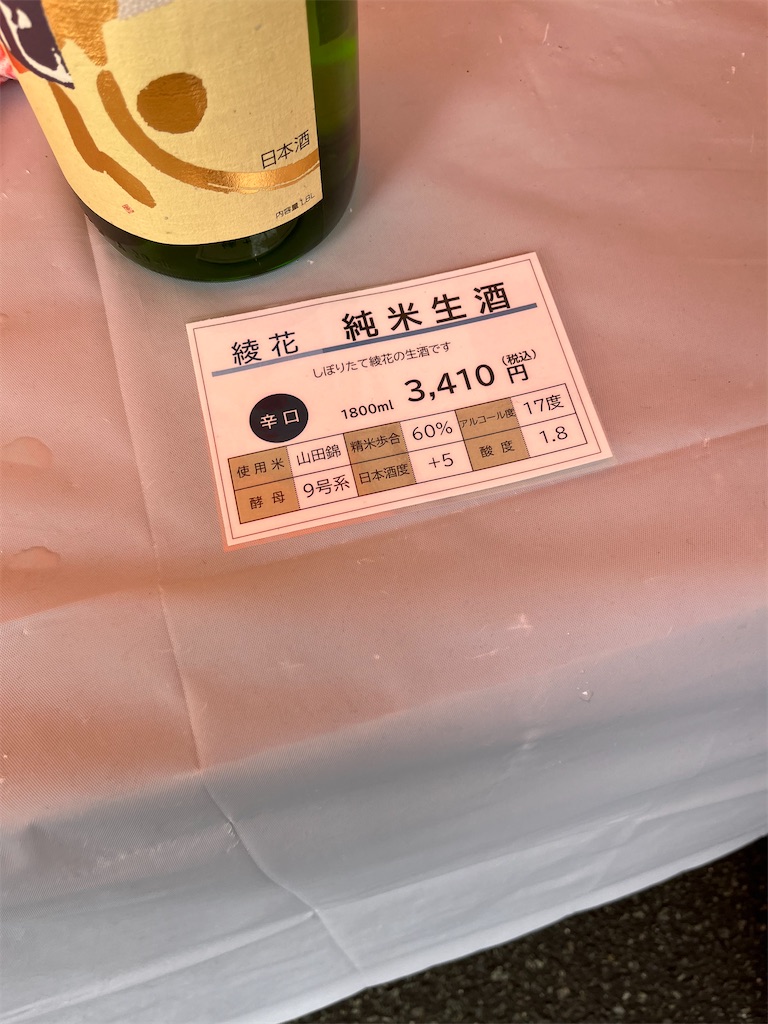 日本酒
内容量 1.8L
綾花 純米生酒
しぼりたて綾花の生酒です
辛口 1800ml 3,410円(税込)
使用米 山田錦 精米歩合 60% アルコール度 17度
酵母 9号系 日本酒度 +5 酸度 1.8